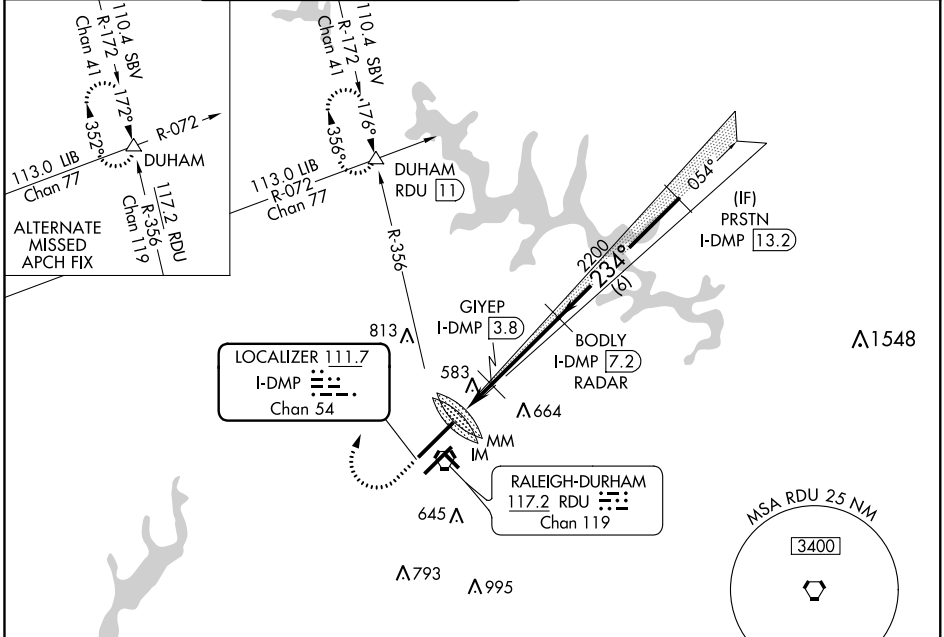 110.4 SBV
R-172
Chan 41
172°
352°
R-072
DUHAM
113.0 LIB
Chan 77
117.2 RDU
R-356
Chan 119
ALTERNATE
MISSED
APCH FIX
110.4 SBV
R-172
Chan 41
176°
356°
113.0 LIB
R-072
Chan 77
DUHAM
RDU 11
R-356
054°
(IF)
PRSTN
I-DMP 13.2
2200
234°
(6)
GIYEP
I-DMP 3.8
BODLY
I-DMP 7.2
RADAR
813
1548
LOCALIZER 111.7
I-DMP
Chan 54
583
664
MM
IM
RALEIGH-DURHAM
117.2 RDU
Chan 119
645
793
995
MSA RDU 25 NM
3400